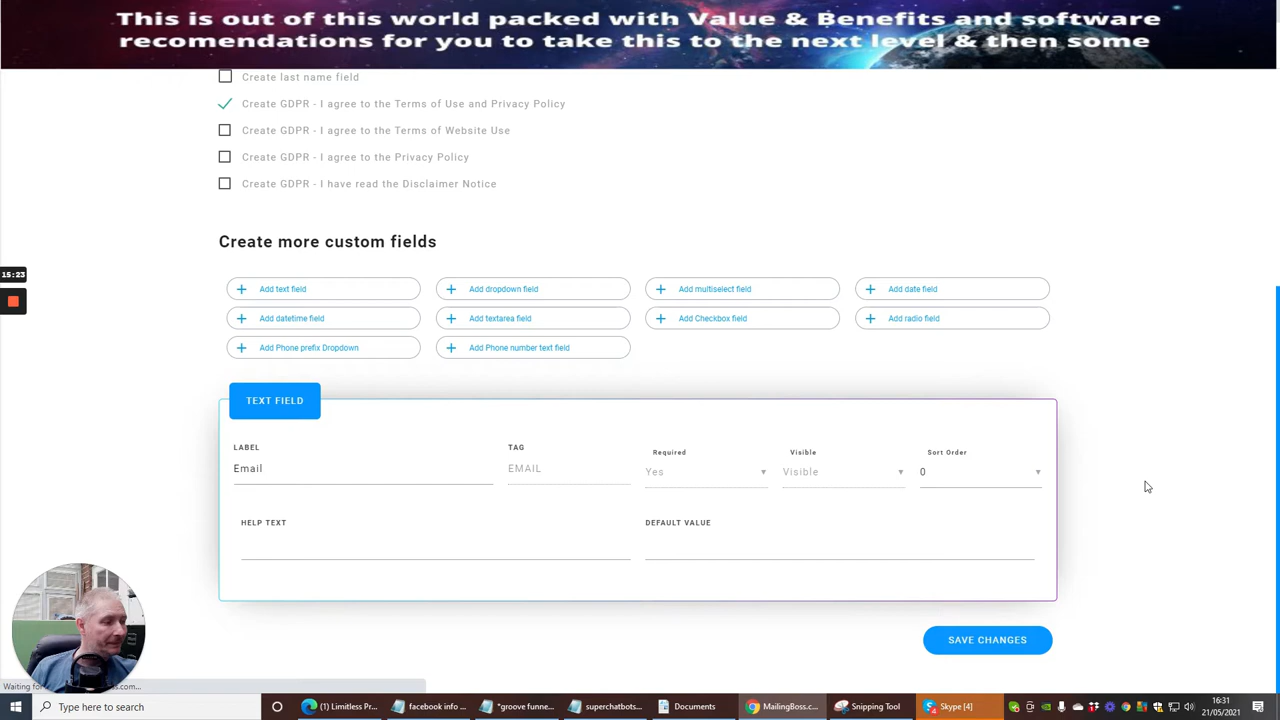 This is out of this world packed with Value & Benefits and software
recomendations for you to take this to the next level & then some
Create last name field
Create GDPR - I agree to the Terms of Use and Privacy Policy
Create GDPR - I agree to the Terms of Website Use
Create GDPR - I agree to the Privacy Policy
Create GDPR - I have read the Disclaimer Notice
Create more custom fields
15:23
+ Add text field
+ Add dropdown field
+ Add multiselect field
+ Add date field
+ Add datetime field
+ Add textarea field
+ Add Checkbox field
+ Add radio field
+ Add Phone prefix Dropdown
+ Add Phone number text field
TEXT FIELD
LABEL
Email
TAG
EMAIL
Required
Yes
Visible
Visible
Sort Order
0
HELP TEXT
DEFAULT VALUE
SAVE CHANGES
Waiting for
ss.com...
Type here to search
Limitless Pr...
facebook info ...
*groove funne...
superchatbots...
Documents
MailingBoss.c...
Snipping Tool
Skype [4]
16:31
21/05/2021